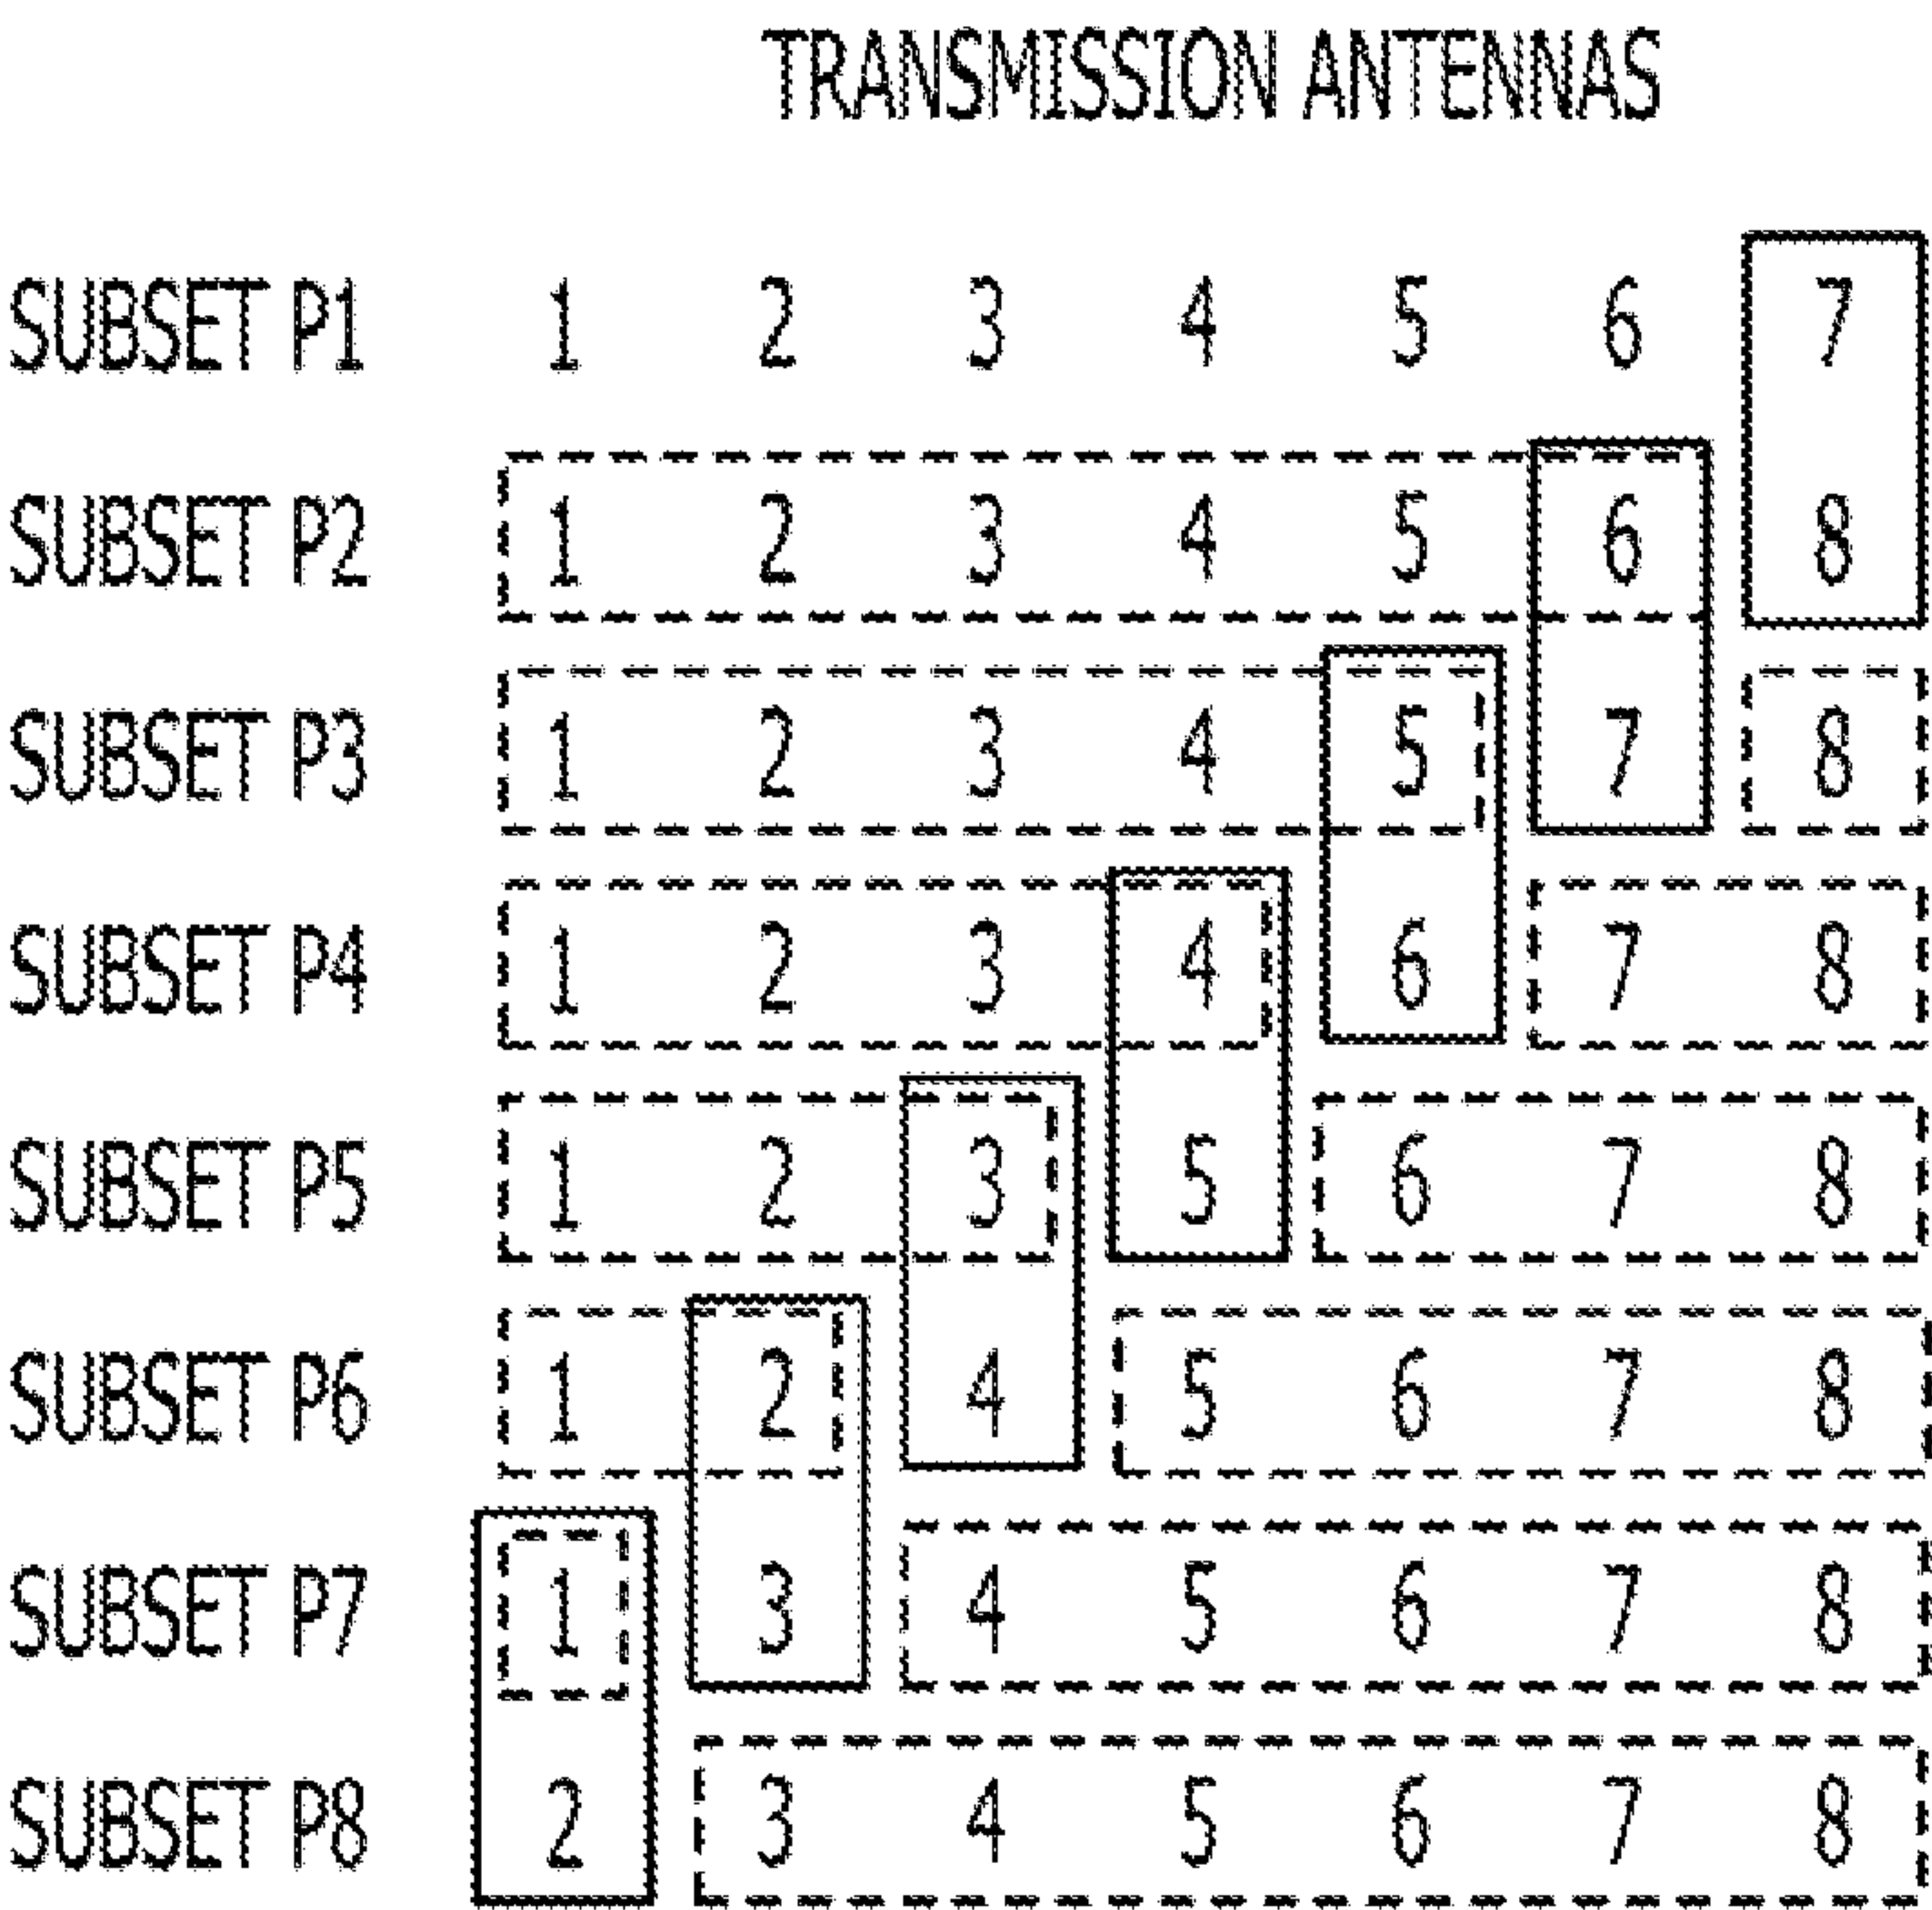 TRANSMISSION ANTENNAS
SUBSET P1 1 2 3 4 5 6 7
SUBSET P2 1 2 3 4 5 6 8
SUBSET P3 1 2 3 4 5 7 8
SUBSET P4 1 2 3 4 6 7 8
SUBSET P5 1 2 3 5 6 7 8
SUBSET P6 1 2 4 5 6 7 8
SUBSET P7 1 3 4 5 6 7 8
SUBSET P8 2 3 4 5 6 7 8